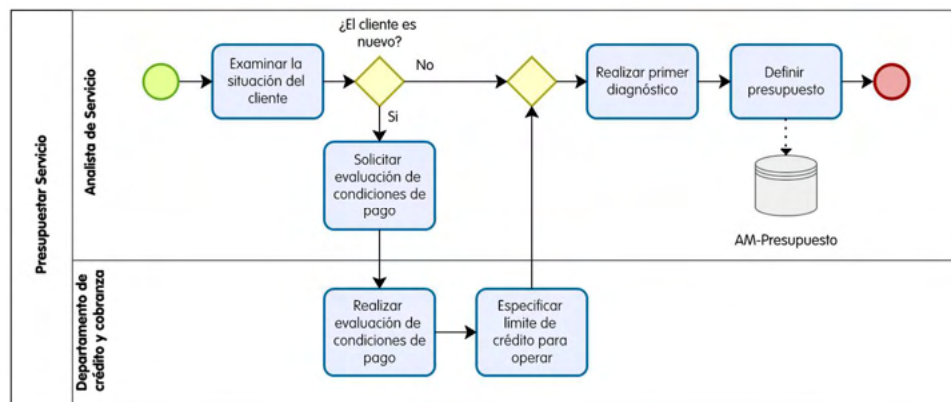 Presupuestar Servicio
Analista de Servicio
Examinar la
situación del
cliente
¿El cliente es
nuevo?
No
Si
Solicitar
evaluación de
condiciones de
pago
Realizar primer
diagnóstico
Definir
presupuesto
AM-Presupuesto
Departamento de
crédito y cobranza
Realizar
evaluación de
condiciones de
pago
Especificar
límite de
crédito para
operar